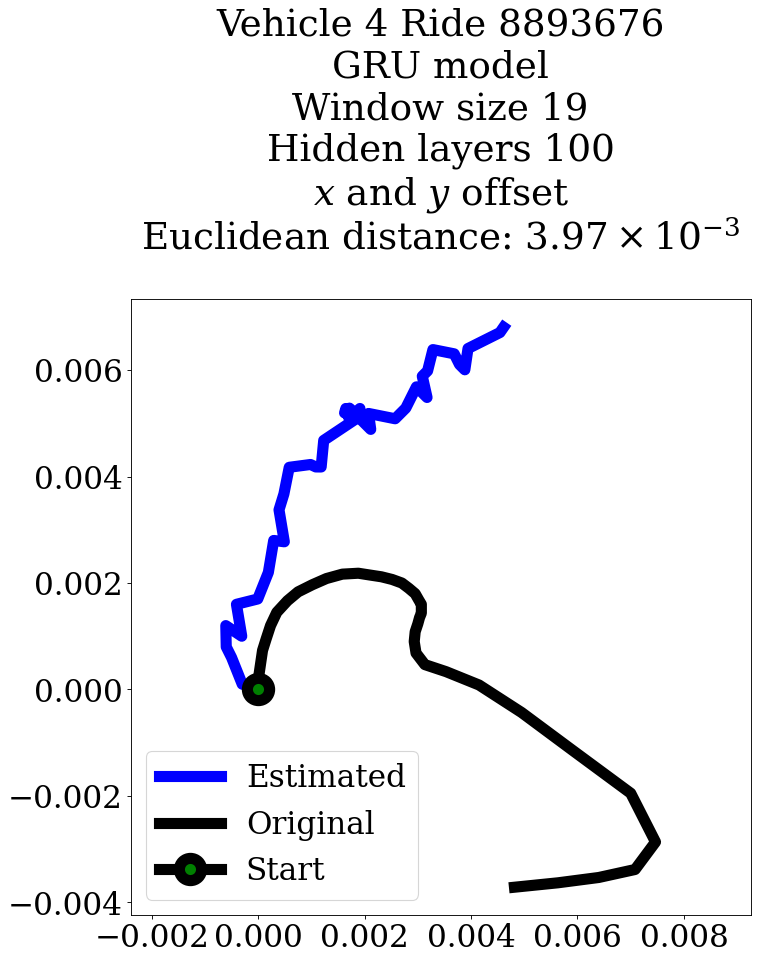 Vehicle 4 Ride 8893676
GRU model
Window size 19
Hidden layers 100
x and y offset
Euclidean distance: 3.97 × 10⁻³
0.006
0.004
0.002
0.000
−0.002
−0.004
Estimated
Original
Start
−0.002 0.000 0.002 0.004 0.006 0.008